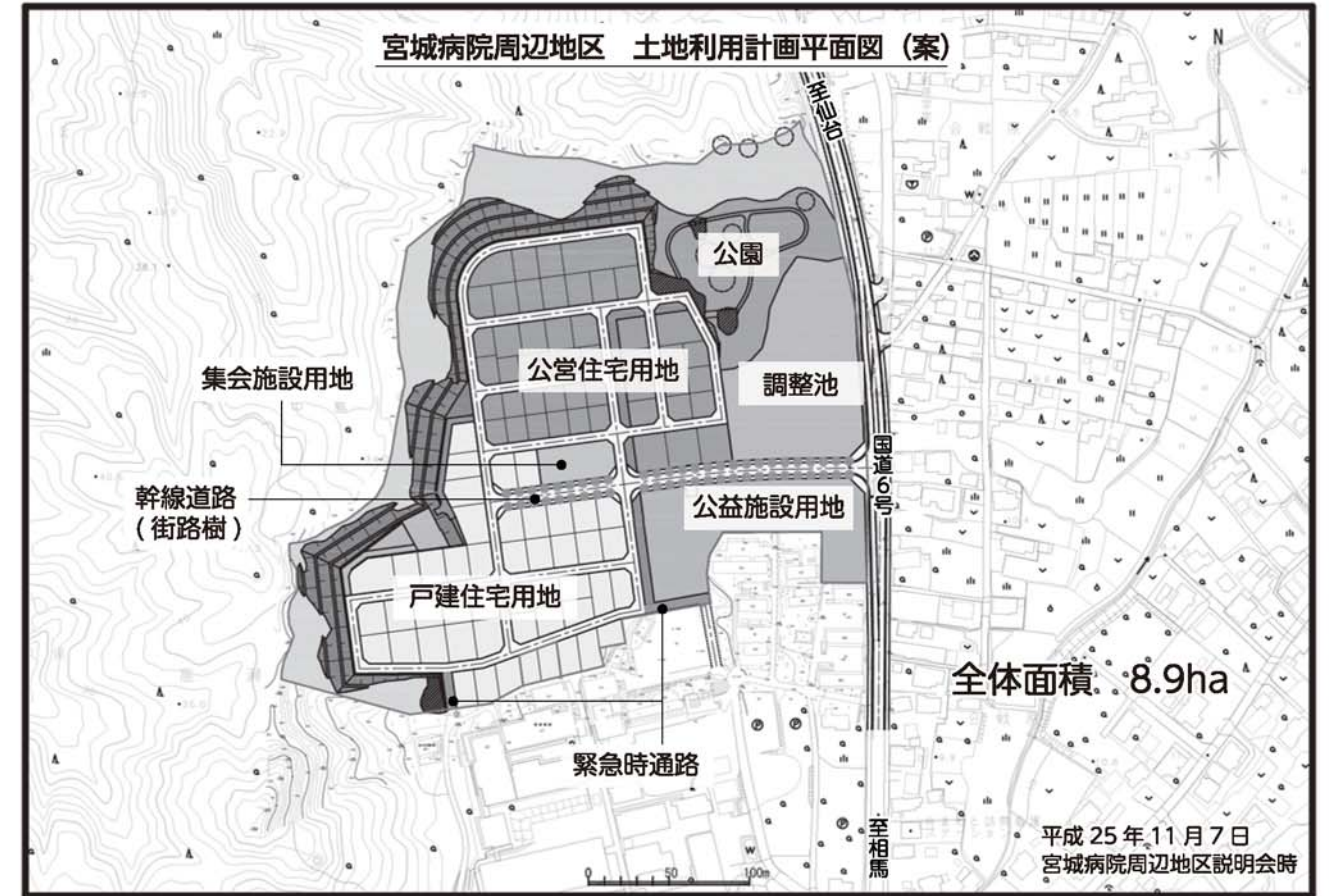 宮城病院周辺地区　土地利用計画平面図（案）
N
至仙台
公園
集会施設用地
公営住宅用地
調整池
国道6号
幹線道路
(街路樹)
公益施設用地
戸建住宅用地
全体面積　8.9ha
緊急時通路
至相馬
平成25年11月7日
宮城病院周辺地区説明会時
0 50 100m